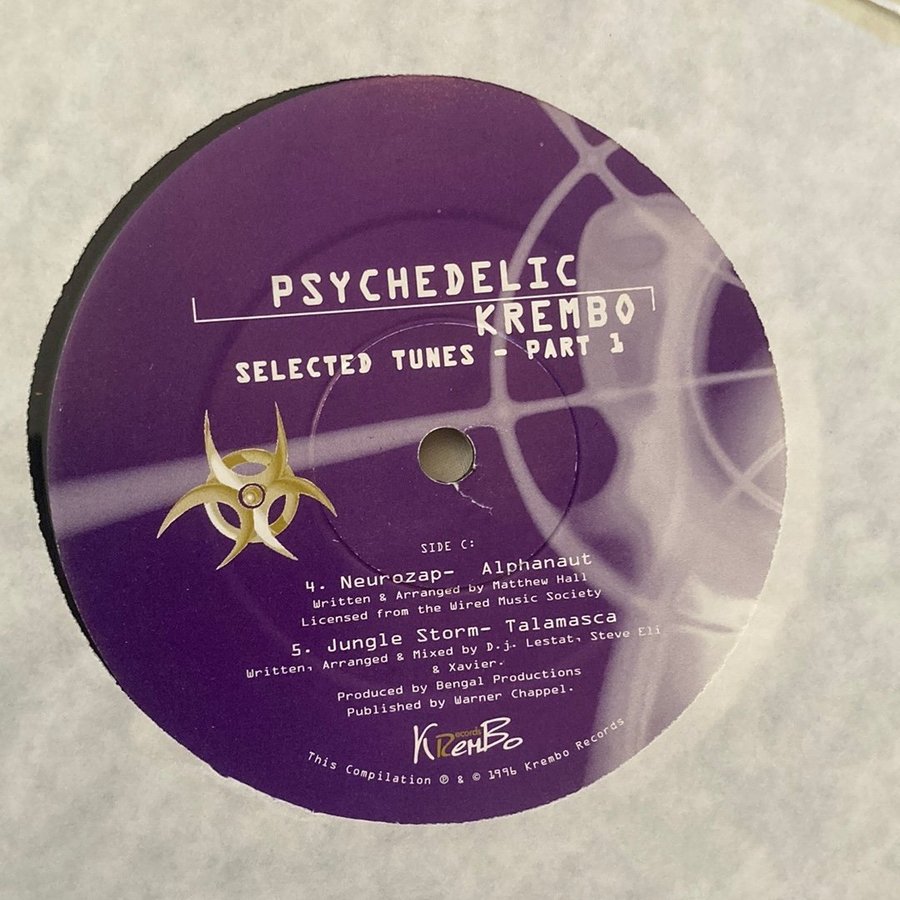 PSYCHEDELIC
KREMBO
SELECTED TUNES - PART 1
SIDE C:
4. Neurozap- Alphanaut
Written & Arranged by Matthew Hall
Licensed from the Wired Music Society
5. Jungle Storm- Talamasca
Written, Arranged & Mixed by D.j. Lestat, Steve Eli
& Xavier.
Produced by Bengal Productions
Published by Warner Chappel.
KremBo
records
This Compilation ℗ & © 1996 Krembo Records